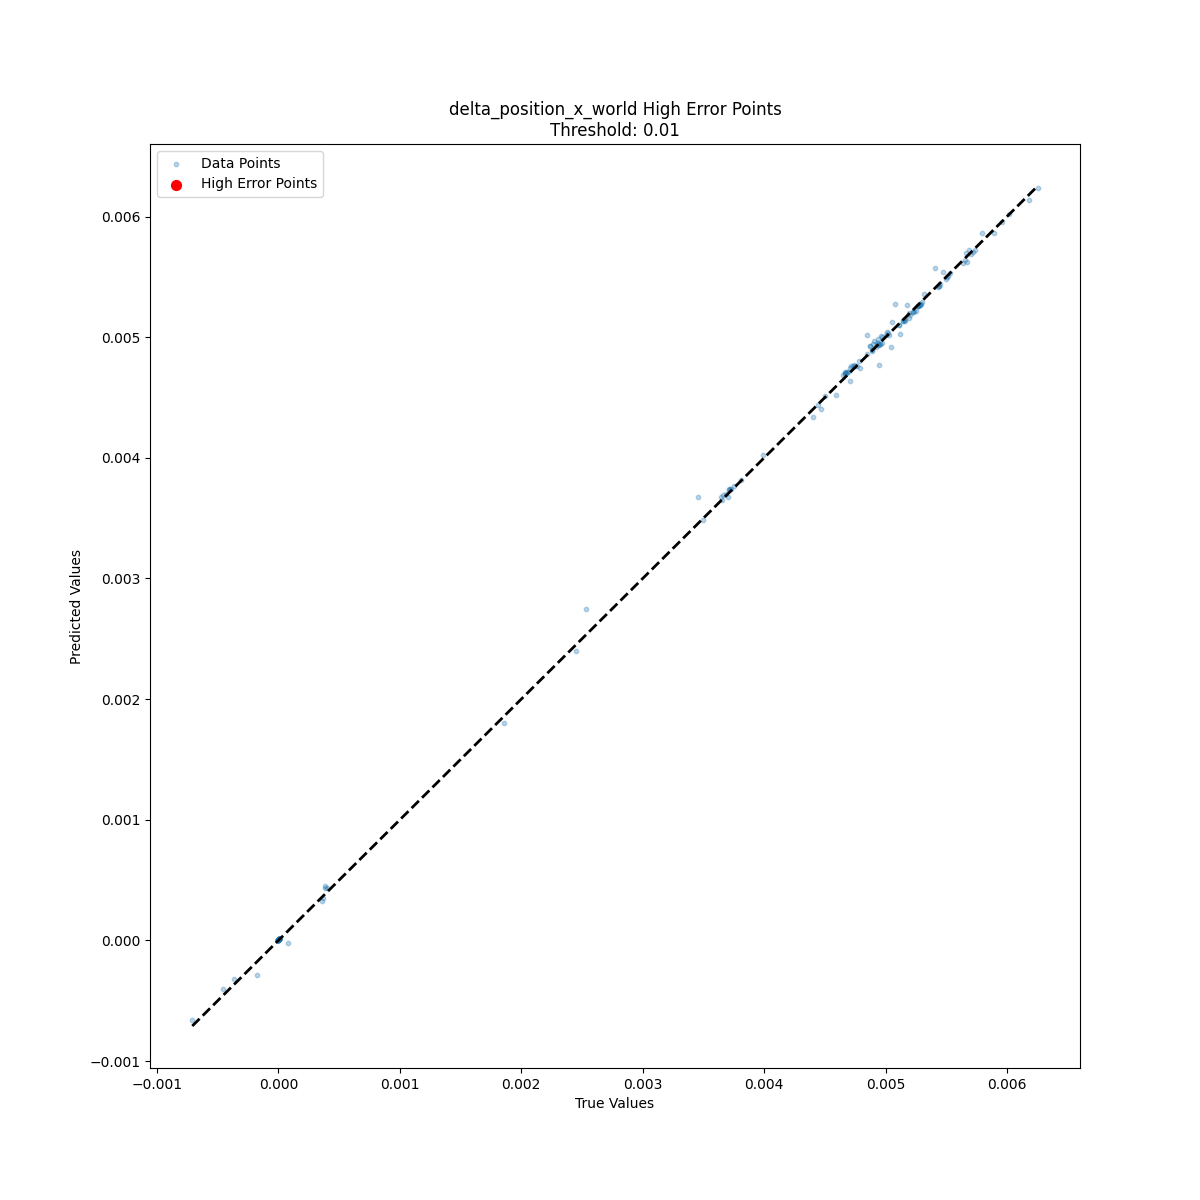 delta_position_x_world High Error Points
Threshold: 0.01
Data Points
High Error Points
0.006
0.005
0.004
0.003
0.002
0.001
0.000
−0.001
Predicted Values
−0.001 0.000 0.001 0.002 0.003 0.004 0.005 0.006
True Values